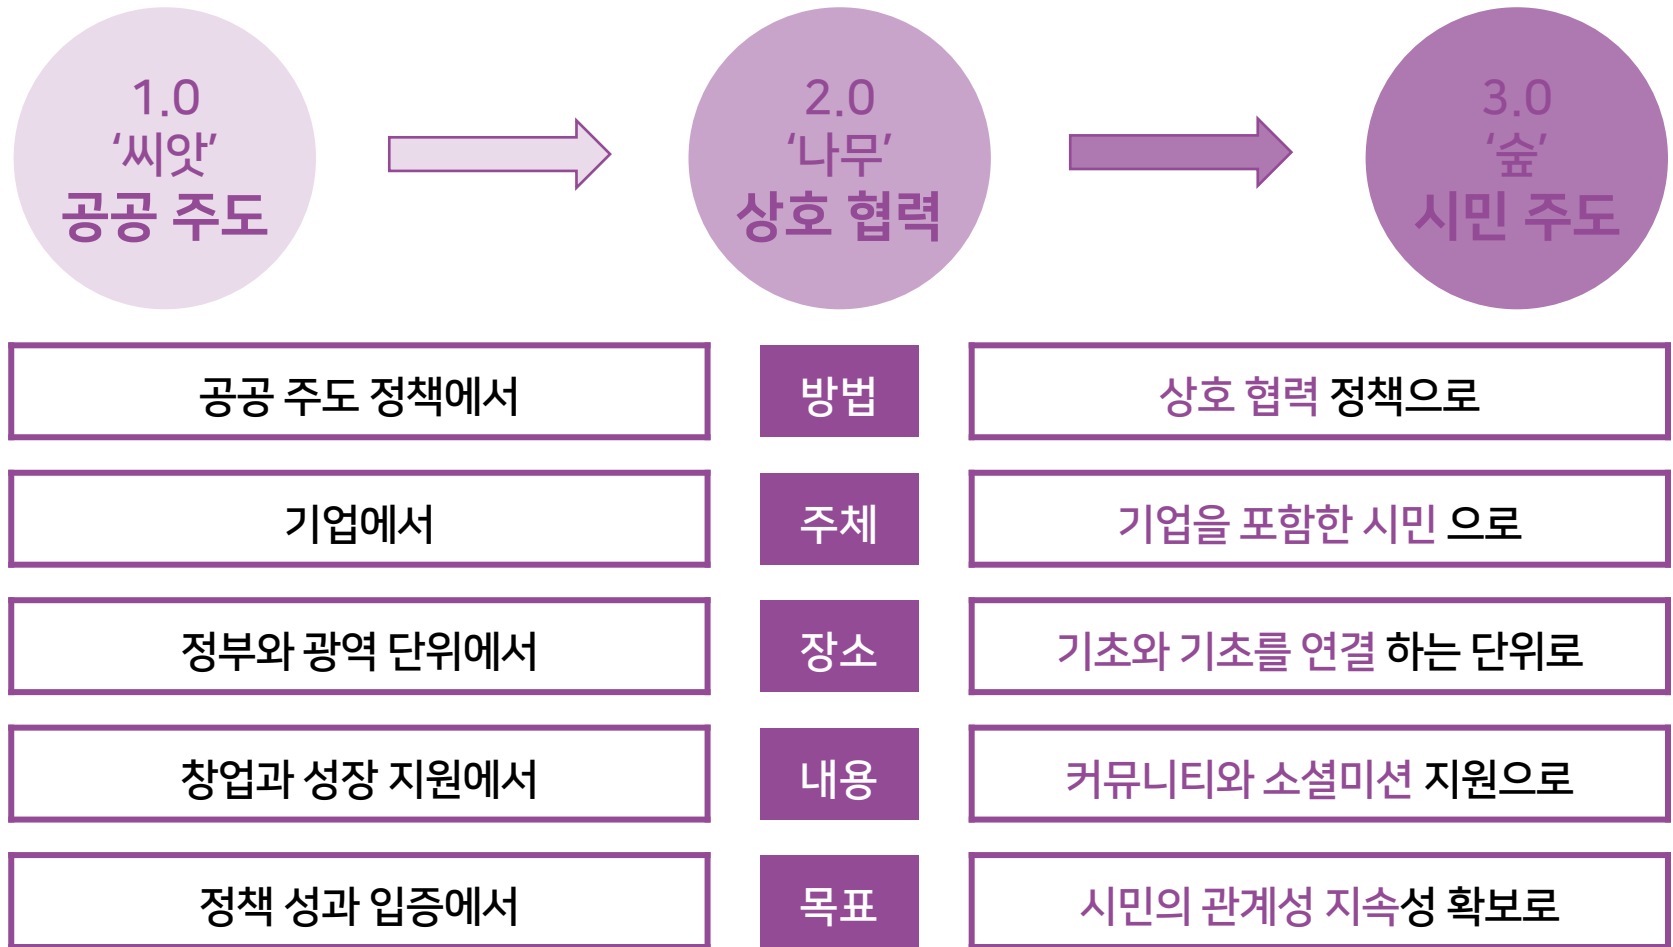 1.0
‘씨앗’
공공 주도
2.0
‘나무’
상호 협력
3.0
‘숲’
시민 주도
공공 주도 정책에서
방법
상호 협력 정책으로
기업에서
주체
기업을 포함한 시민 으로
정부와 광역 단위에서
장소
기초와 기초를 연결 하는 단위로
창업과 성장 지원에서
내용
커뮤니티와 소셜미션 지원으로
정책 성과 입증에서
목표
시민의 관계성 지속성 확보로